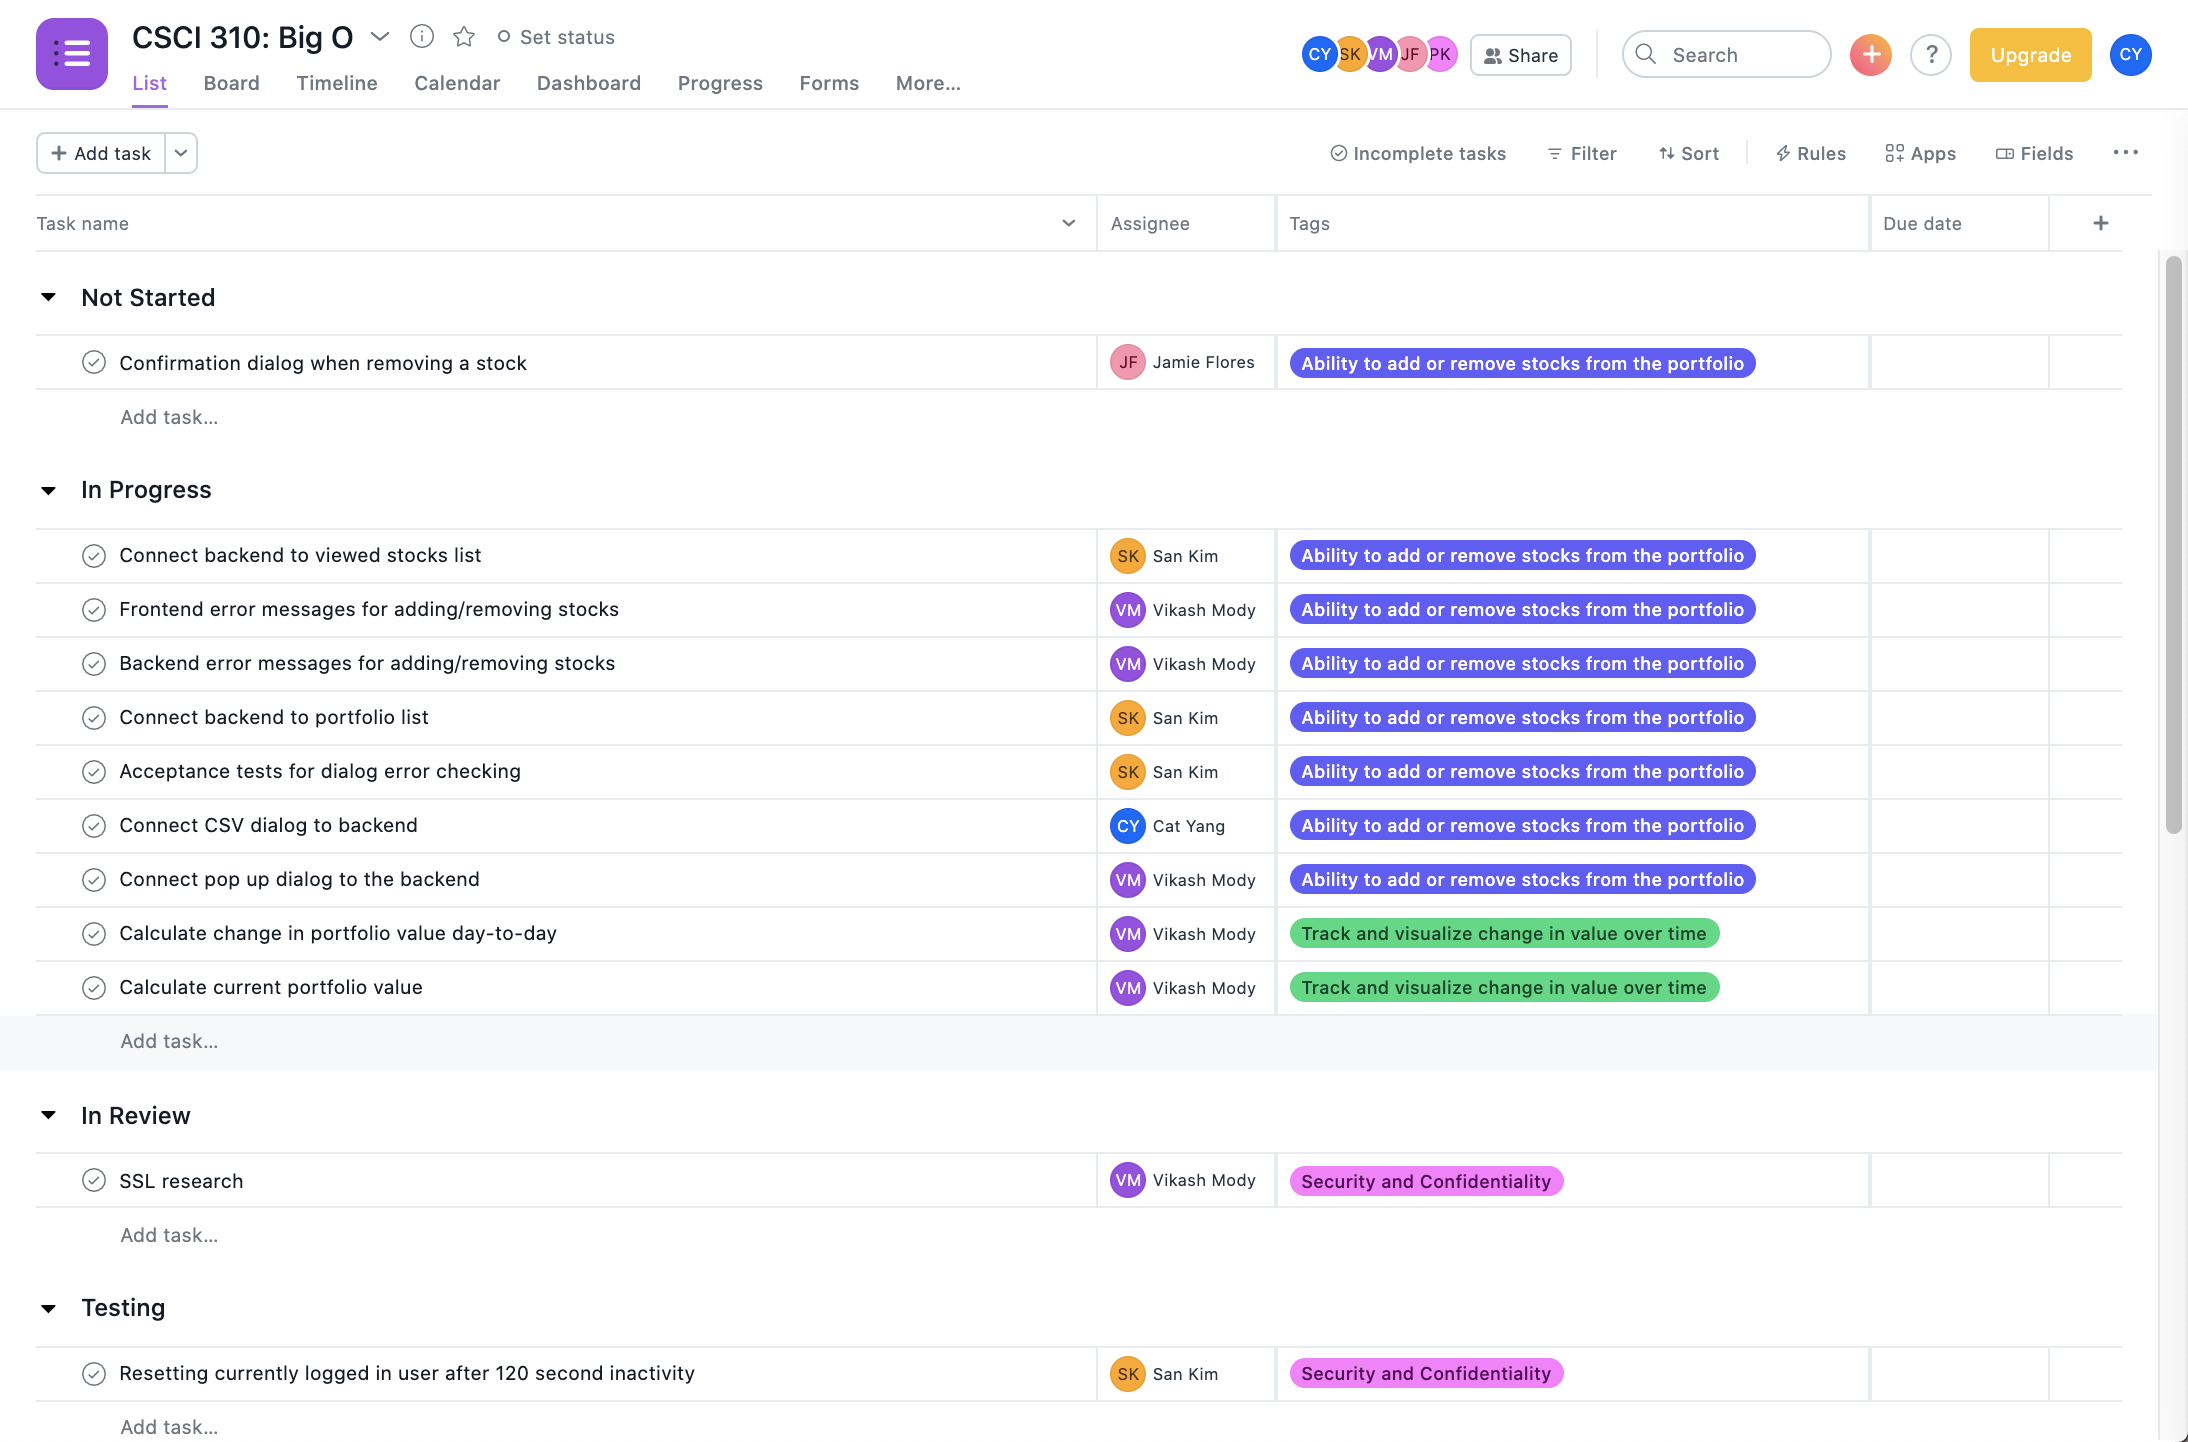 CSCI 310: Big O
Set status
List Board Timeline Calendar Dashboard Progress Forms More...
CY SK VM JF PK Share Search ? Upgrade CY
Add task Incomplete tasks Filter Sort Rules Apps Fields
Task name Assignee Tags Due date
Not Started
Confirmation dialog when removing a stock JF Jamie Flores Ability to add or remove stocks from the portfolio
Add task...
In Progress
Connect backend to viewed stocks list SK San Kim Ability to add or remove stocks from the portfolio
Frontend error messages for adding/removing stocks VM Vikash Mody Ability to add or remove stocks from the portfolio
Backend error messages for adding/removing stocks VM Vikash Mody Ability to add or remove stocks from the portfolio
Connect backend to portfolio list SK San Kim Ability to add or remove stocks from the portfolio
Acceptance tests for dialog error checking SK San Kim Ability to add or remove stocks from the portfolio
Connect CSV dialog to backend CY Cat Yang Ability to add or remove stocks from the portfolio
Connect pop up dialog to the backend VM Vikash Mody Ability to add or remove stocks from the portfolio
Calculate change in portfolio value day-to-day VM Vikash Mody Track and visualize change in value over time
Calculate current portfolio value VM Vikash Mody Track and visualize change in value over time
Add task...
In Review
SSL research VM Vikash Mody Security and Confidentiality
Add task...
Testing
Resetting currently logged in user after 120 second inactivity SK San Kim Security and Confidentiality
Add task...